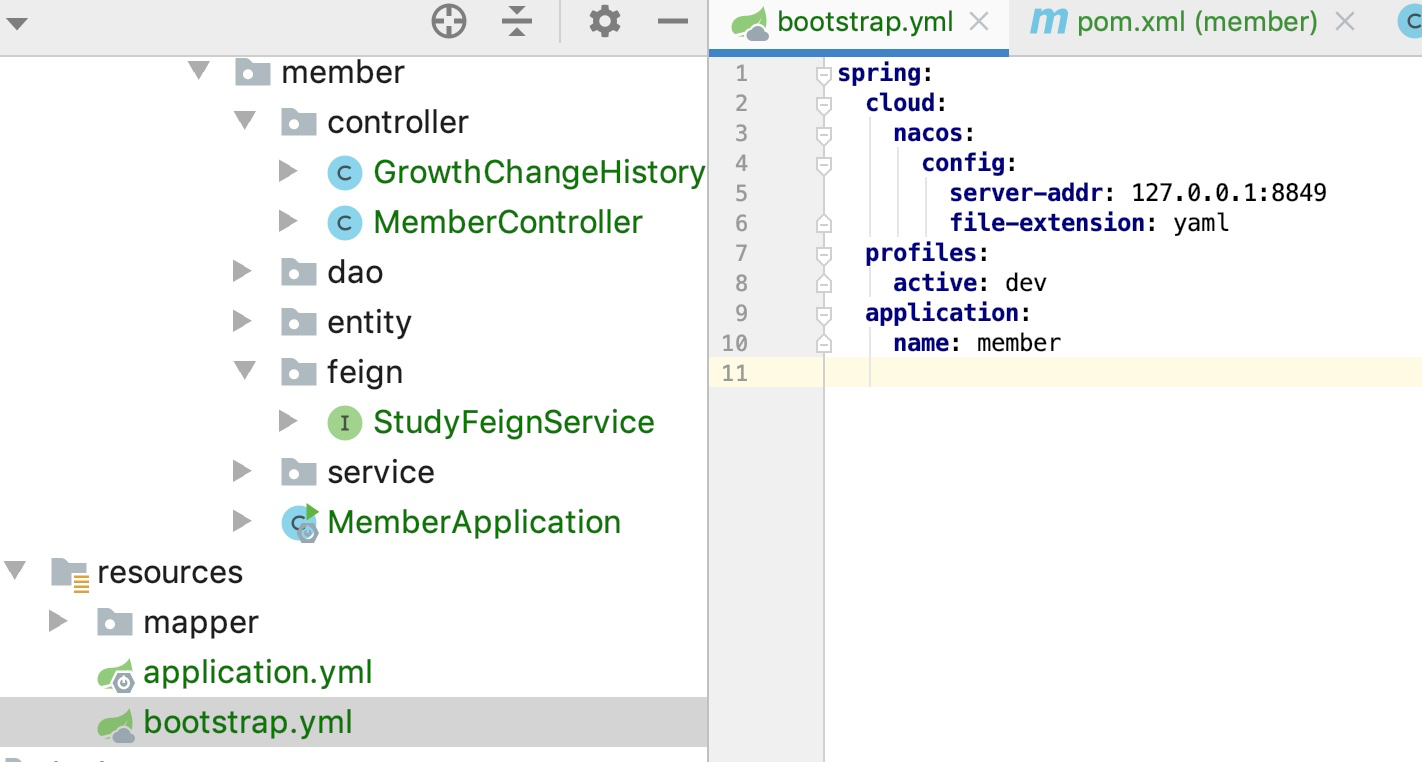 member
controller
C GrowthChangeHistory
C MemberController
dao
entity
feign
I StudyFeignService
service
C MemberApplication
resources
mapper
application.yml
bootstrap.yml
bootstrap.yml
m pom.xml (member)
C
1 spring:
2 cloud:
3 nacos:
4 config:
5 server-addr: 127.0.0.1:8849
6 file-extension: yaml
7 profiles:
8 active: dev
9 application:
10 name: member
11